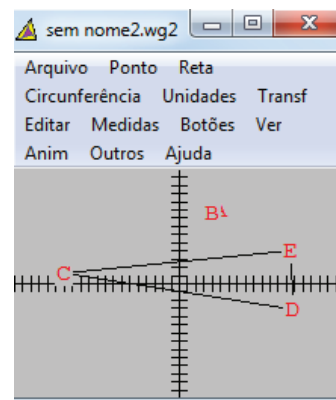 sem nome2.wg2
Arquivo Ponto Reta
Circunferência Unidades Transf
Editar Medidas Botões Ver
Anim Outros Ajuda
B
E
C
D